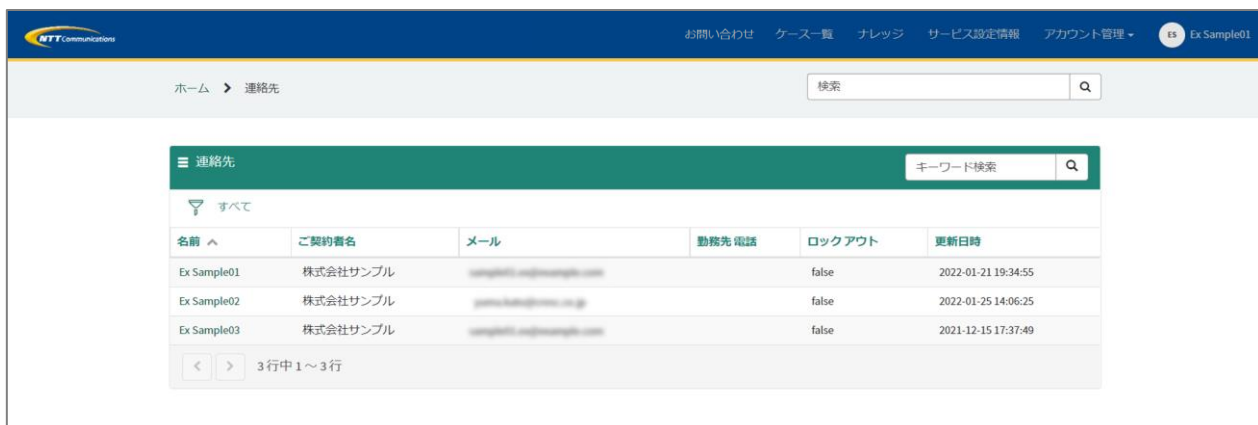 NTT Communications お問い合わせ ケース一覧 ナレッジ サービス設定情報 アカウント管理 ES Ex Sample01
ホーム 連絡先 検索
連絡先 キーワード検索
すべて
名前 ご契約者名 メール 勤務先 電話 ロック アウト 更新日時
Ex Sample01 株式会社サンプル false 2022-01-21 19:34:55
Ex Sample02 株式会社サンプル false 2022-01-25 14:06:25
Ex Sample03 株式会社サンプル false 2021-12-15 17:37:49
< > 3行中 1 ~ 3行